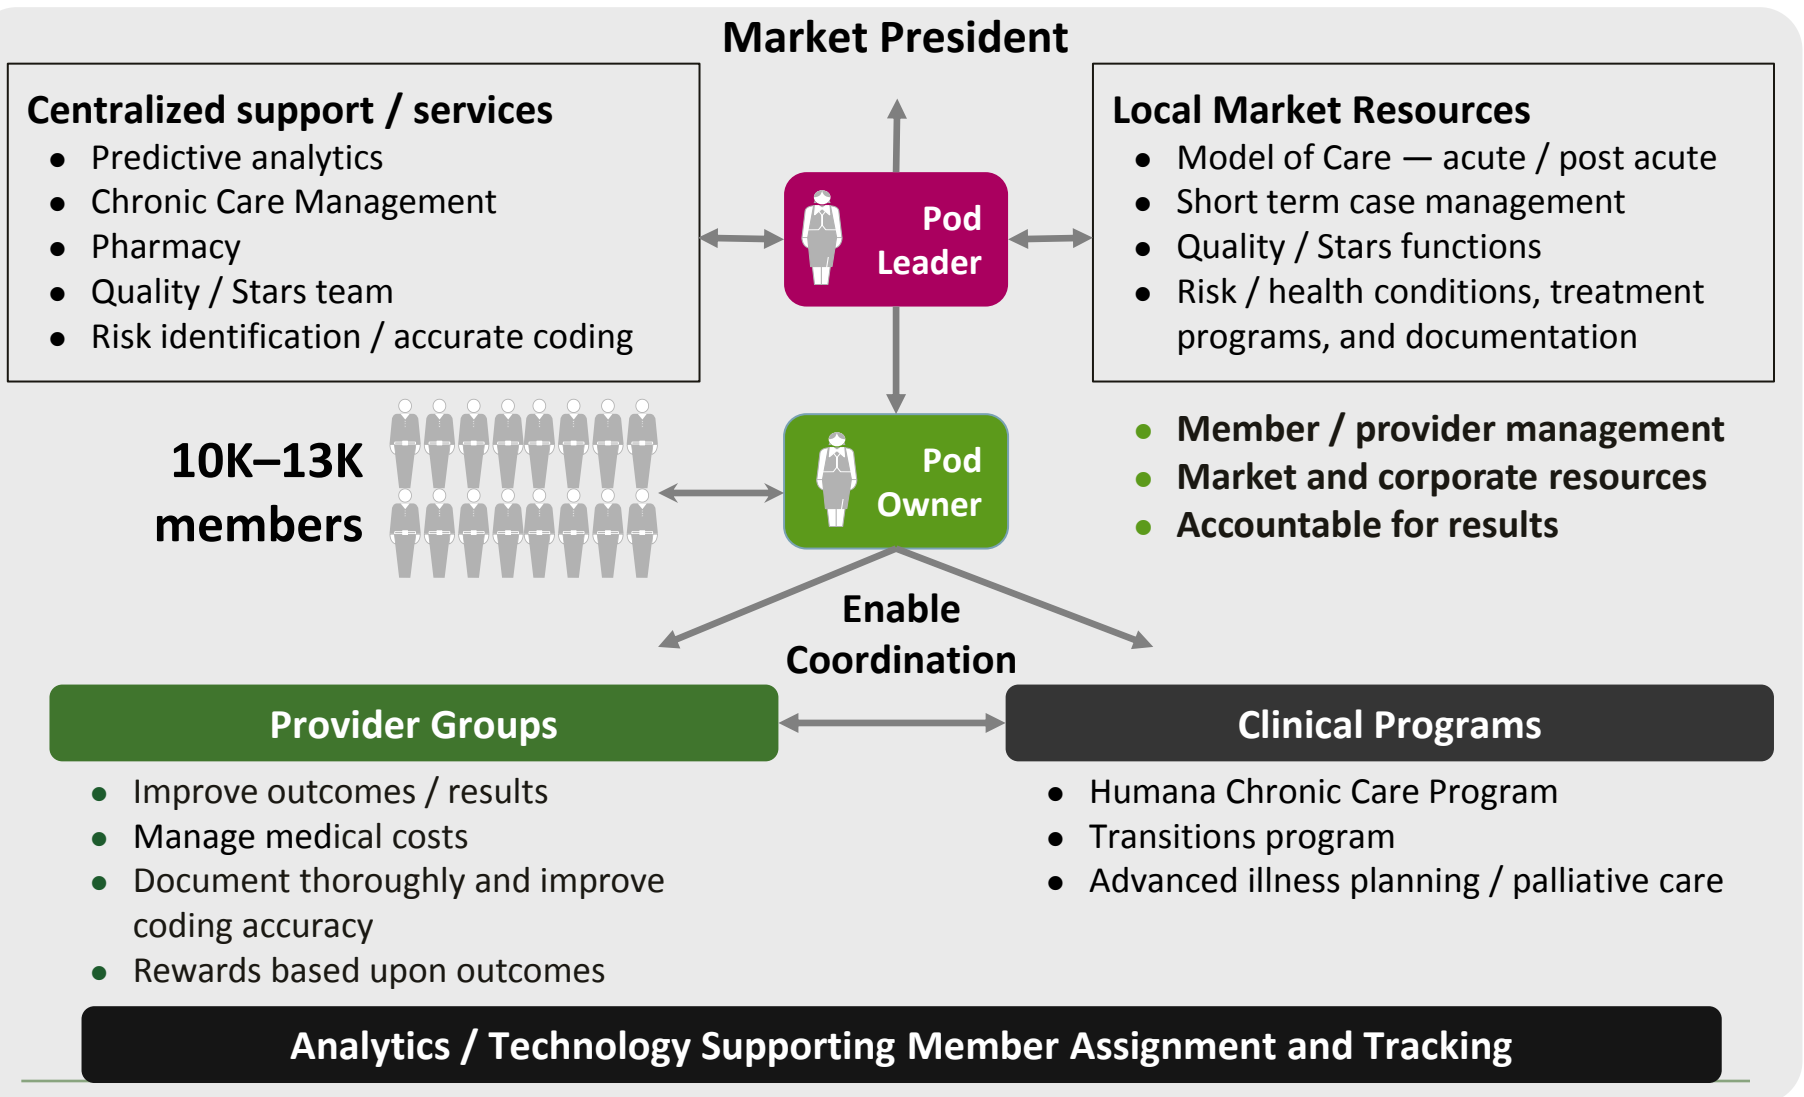 Market President
Centralized support / services
● Predictive analytics
● Chronic Care Management
● Pharmacy
● Quality / Stars team
● Risk identification / accurate coding
Pod
Leader
Local Market Resources
● Model of Care — acute / post acute
● Short term case management
● Quality / Stars functions
● Risk / health conditions, treatment
programs, and documentation
10K–13K
members
Pod
Owner
● Member / provider management
● Market and corporate resources
● Accountable for results
Enable
Coordination
Provider Groups
● Improve outcomes / results
● Manage medical costs
● Document thoroughly and improve
coding accuracy
● Rewards based upon outcomes
Clinical Programs
● Humana Chronic Care Program
● Transitions program
● Advanced illness planning / palliative care
Analytics / Technology Supporting Member Assignment and Tracking